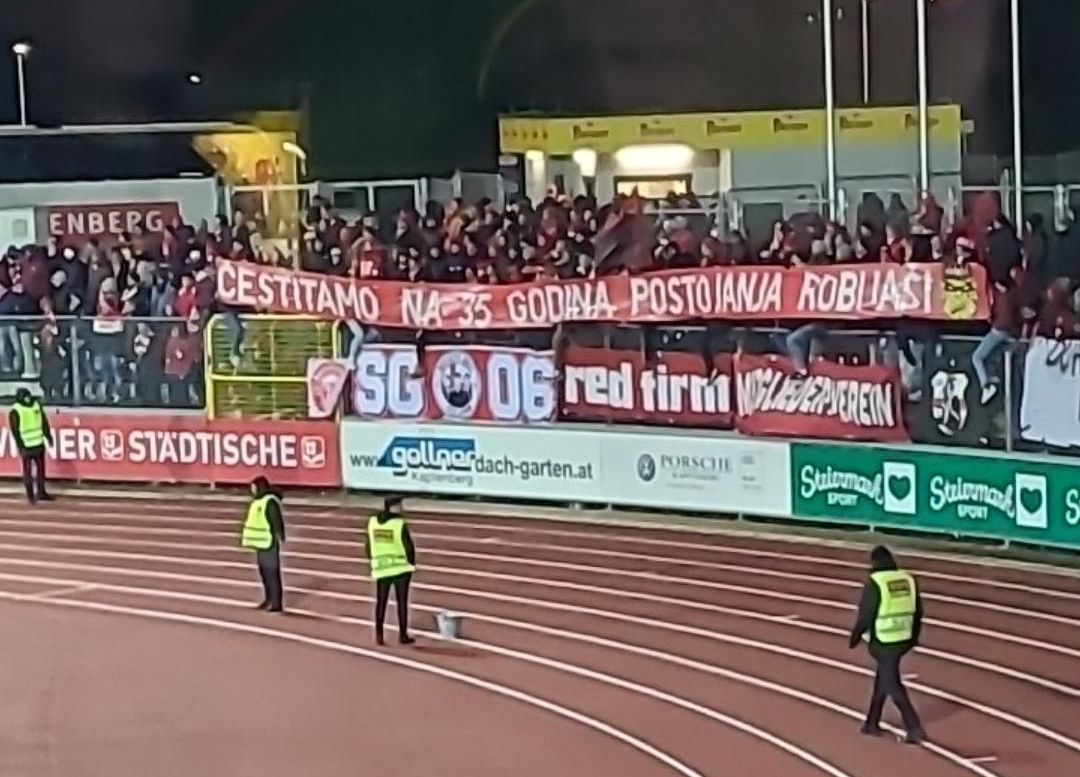 ENBERG
ČESTITAMO NA 35 GODINA POSTOJANJA ROBIJAŠI
SG 06 red firm MITGLIEDERVEREIN
NER STÄDTISCHE
www.gollner dach-garten.at
Kapfenberg
PORSCHE
KAPFENBERG
Steiermark
SPORT
Steiermark
SPORT
S